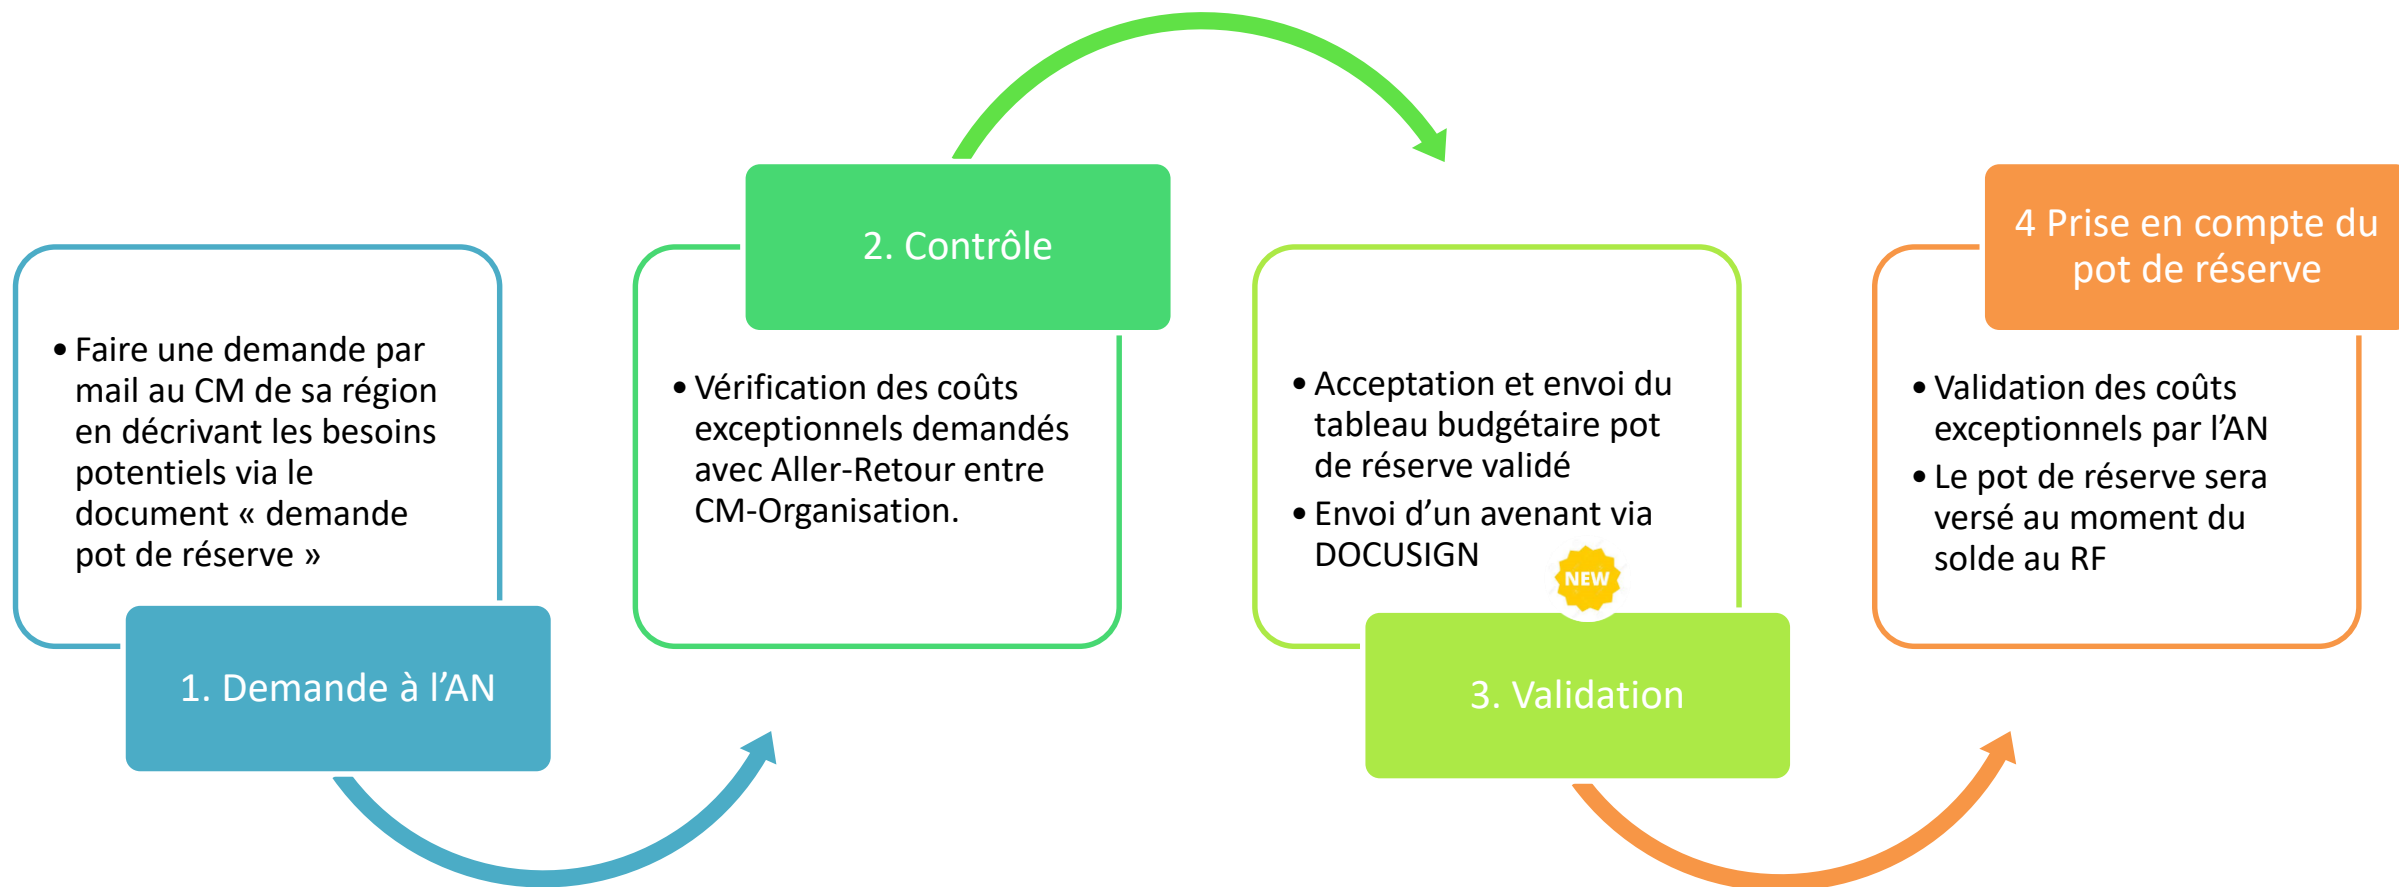 • Faire une demande par
mail au CM de sa région
en décrivant les besoins
potentiels via le
document « demande
pot de réserve »
1. Demande à l’AN
2. Contrôle
• Vérification des coûts
exceptionnels demandés
avec Aller-Retour entre
CM-Organisation.
• Acceptation et envoi du
tableau budgétaire pot
de réserve validé
• Envoi d’un avenant via
DOCUSIGN
NEW
3. Validation
4 Prise en compte du
pot de réserve
• Validation des coûts
exceptionnels par l’AN
• Le pot de réserve sera
versé au moment du
solde au RF